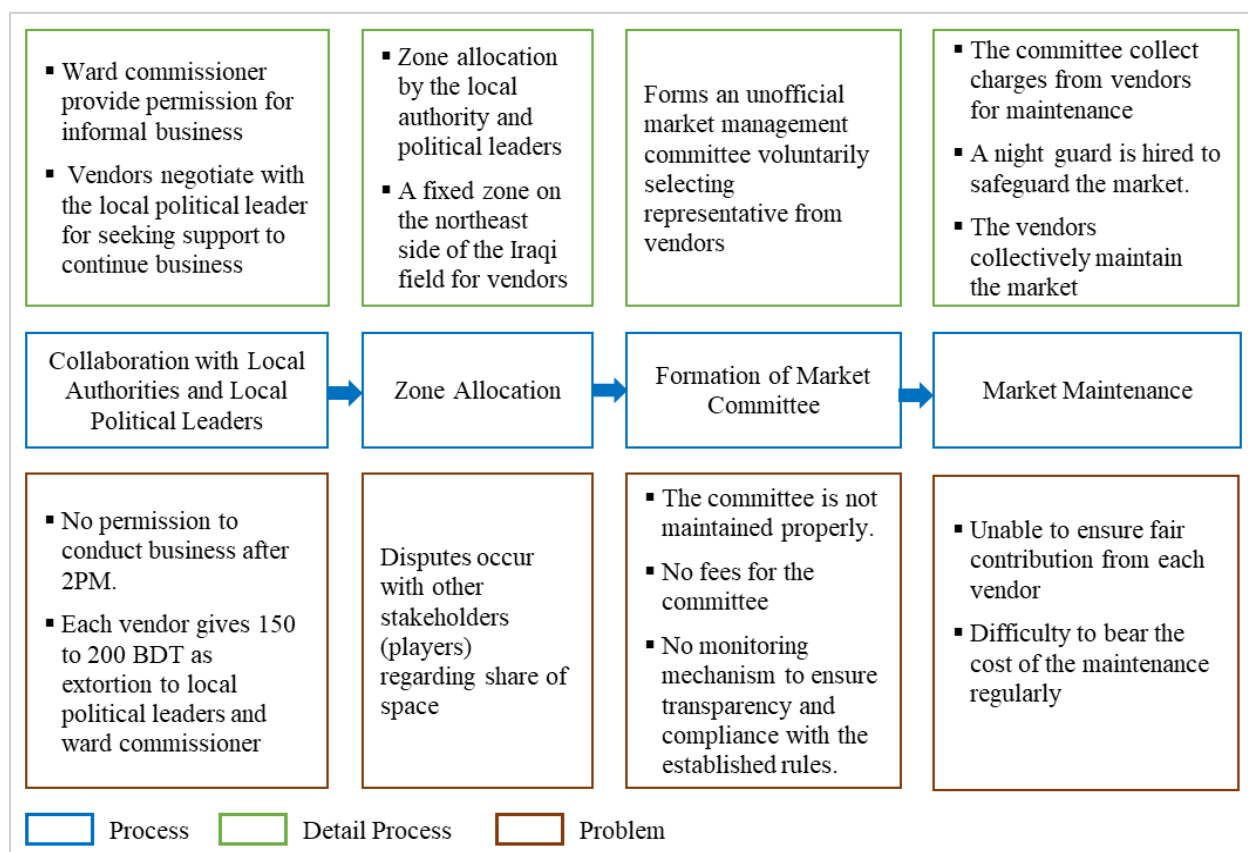 ▪ Ward commissioner
provide permission for
informal business
▪ Vendors negotiate with
the local political leader
for seeking support to
continue business
▪ Zone allocation
by the local
authority and
political leaders
▪ A fixed zone on
the northeast
side of the Iraqi
field for vendors
Forms an unofficial
market management
committee voluntarily
selecting
representative from
vendors
▪ The committee collect
charges from vendors
for maintenance
▪ A night guard is hired to
safeguard the market.
▪ The vendors
collectively maintain
the market
Collaboration with Local
Authorities and Local
Political Leaders
Zone Allocation
Formation of Market
Committee
Market Maintenance
▪ No permission to
conduct business after
2PM.
▪ Each vendor gives 150
to 200 BDT as
extortion to local
political leaders and
ward commissioner
Disputes occur
with other
stakeholders
(players)
regarding share of
space
▪ The committee is not
maintained properly.
▪ No fees for the
committee
▪ No monitoring
mechanism to ensure
transparency and
compliance with the
established rules.
▪ Unable to ensure fair
contribution from each
vendor
▪ Difficulty to bear the
cost of the maintenance
regularly
Process
Detail Process
Problem